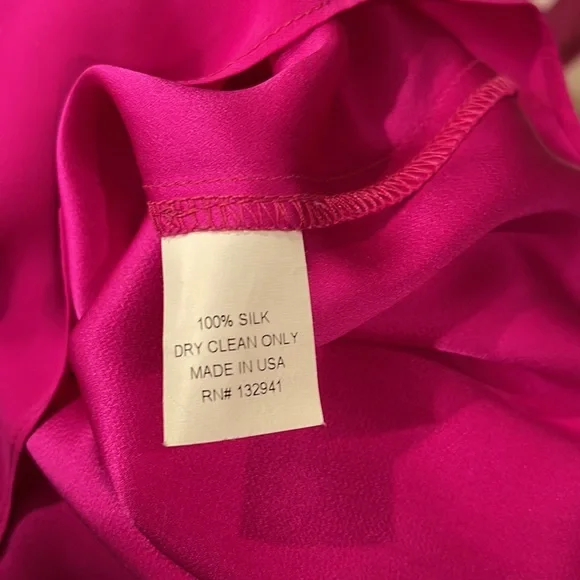 100% SILK
DRY CLEAN ONLY
MADE IN USA
RN# 132941